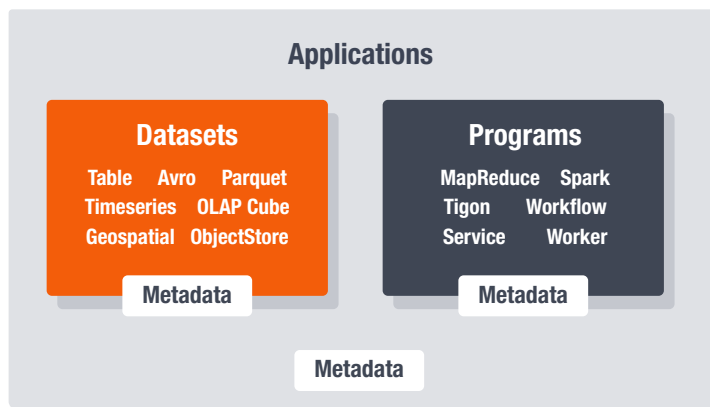 Applications
Datasets
Table Avro Parquet
Timeseries OLAP Cube
Geospatial ObjectStore
Metadata
Programs
MapReduce Spark
Tigon Workflow
Service Worker
Metadata
Metadata